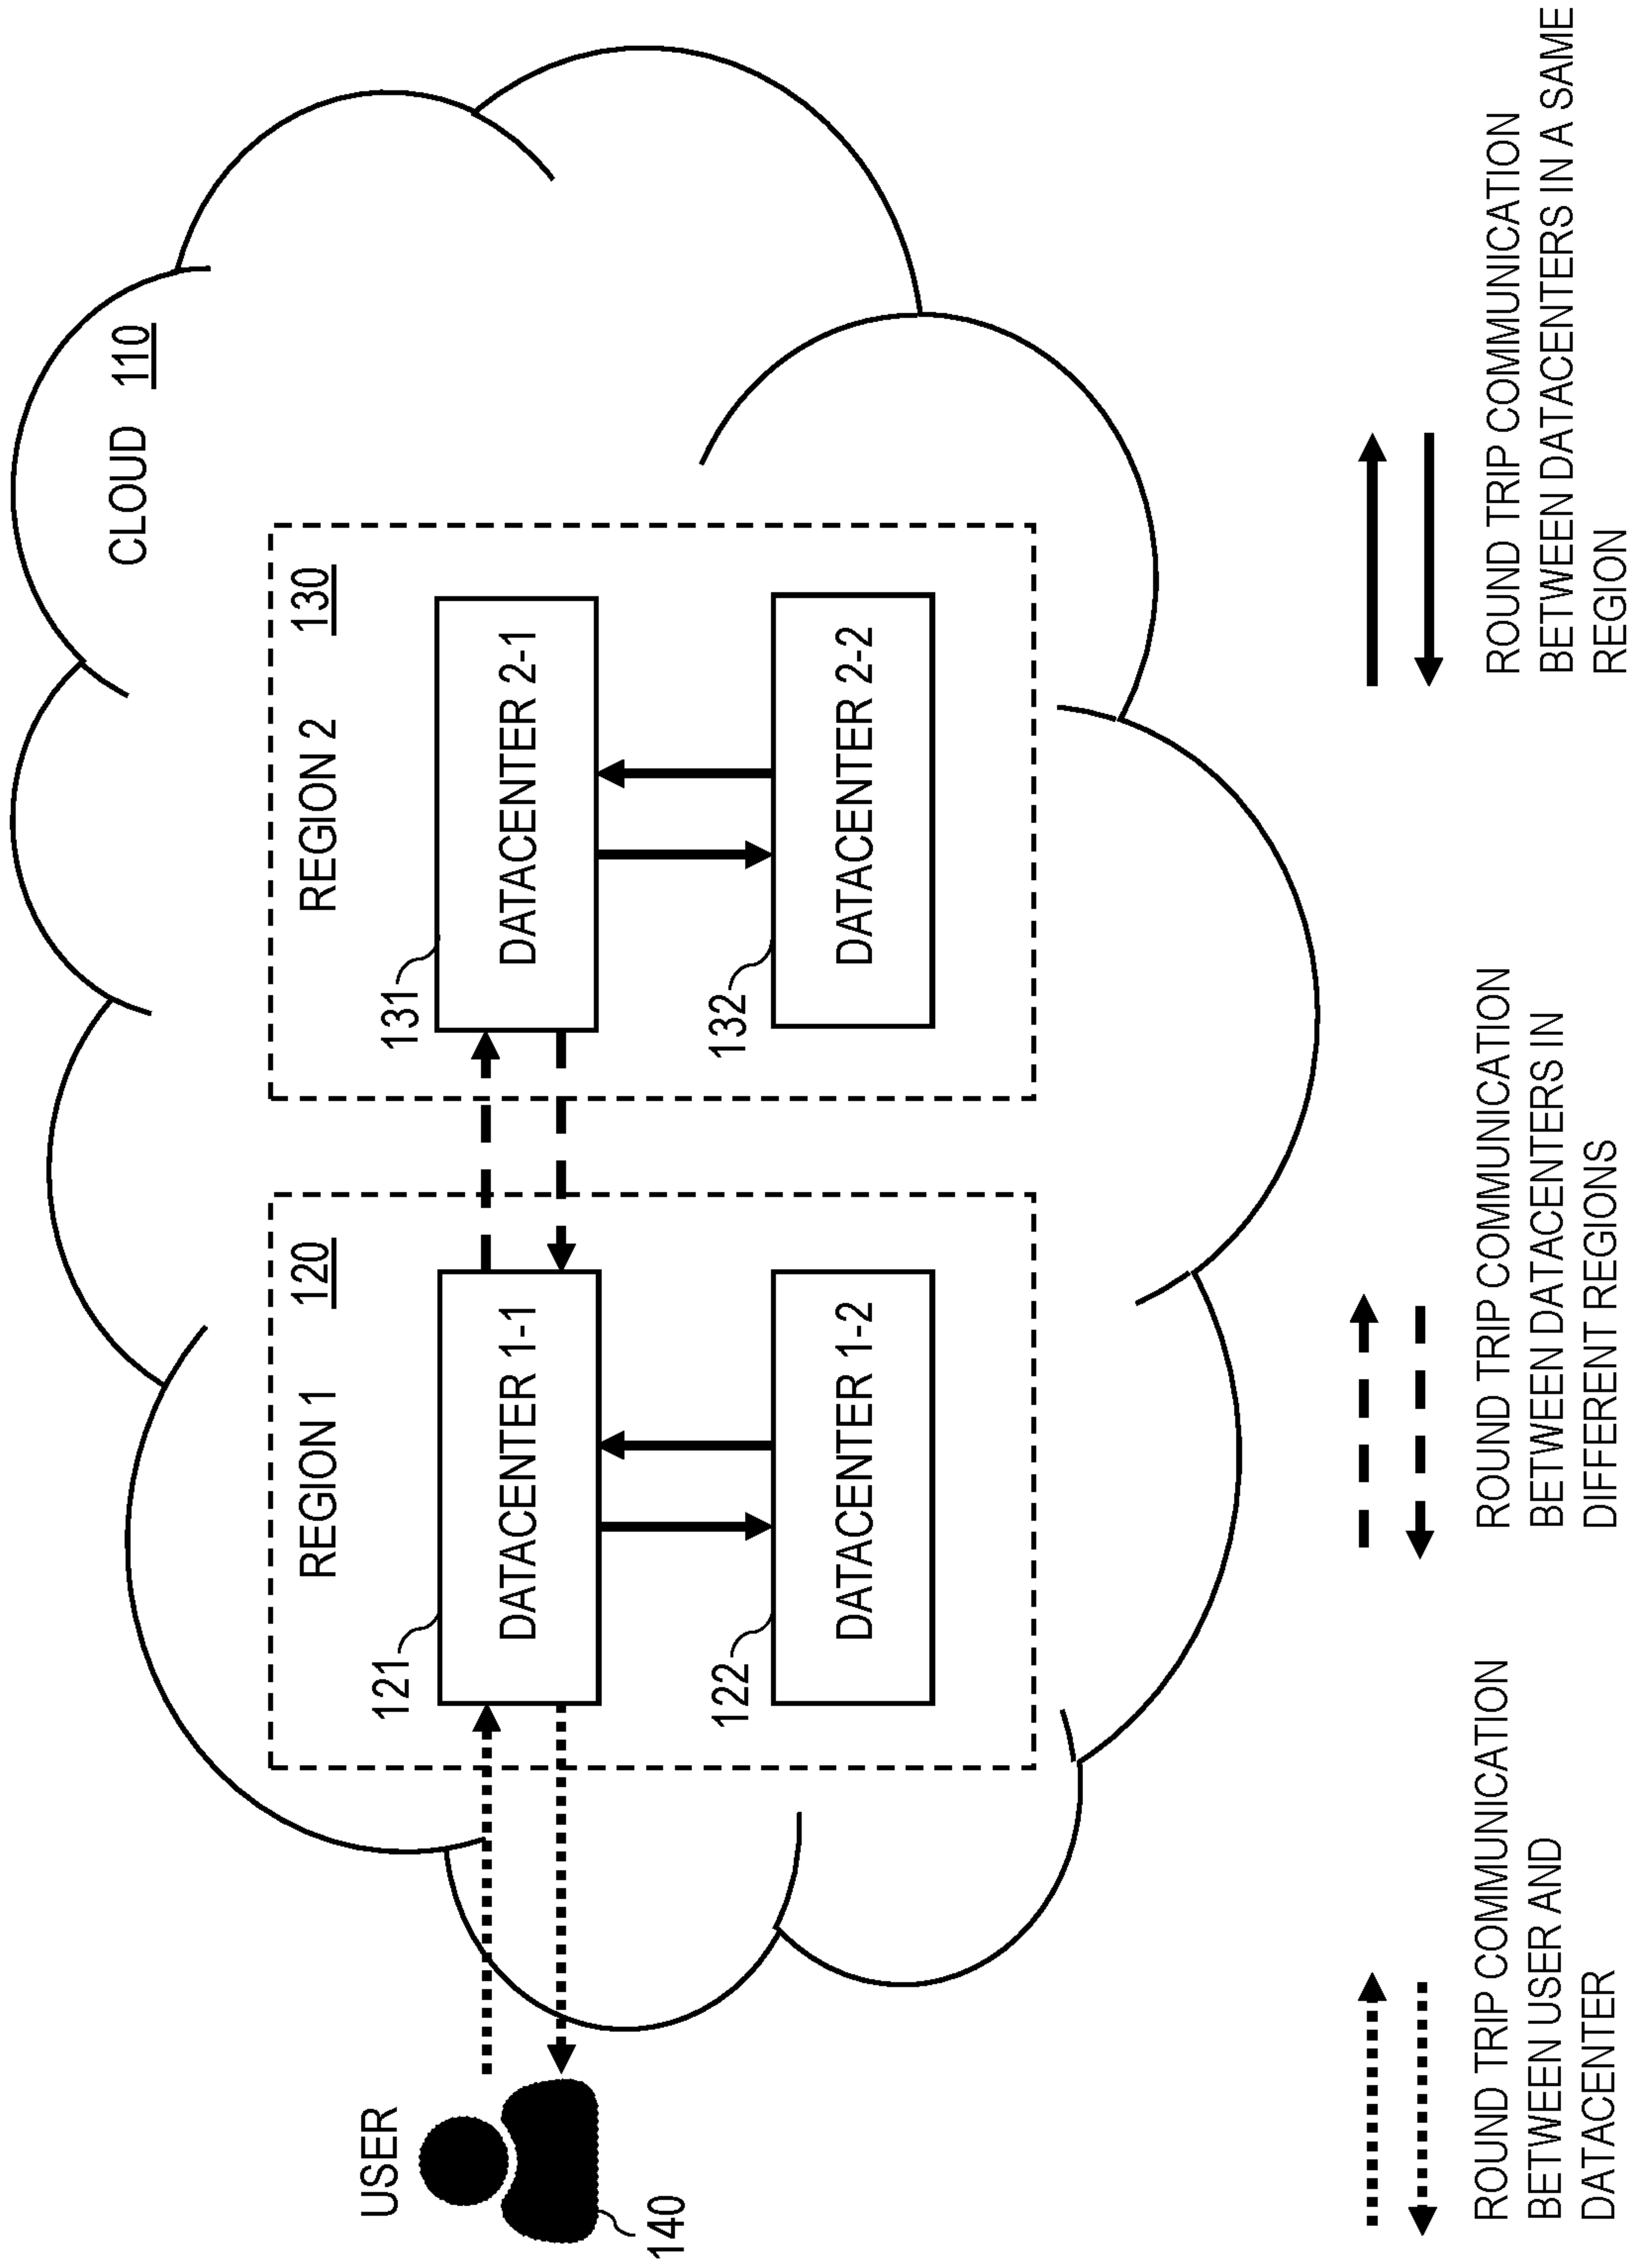 CLOUD 110
REGION 1 120
REGION 2 130
USER
121
131
DATACENTER 1-1
DATACENTER 2-1
140
122
132
DATACENTER 1-2
DATACENTER 2-2
ROUND TRIP COMMUNICATION
BETWEEN USER AND
DATACENTER
ROUND TRIP COMMUNICATION
BETWEEN DATACENTERS IN
DIFFERENT REGIONS
ROUND TRIP COMMUNICATION
BETWEEN DATACENTERS IN A SAME
REGION